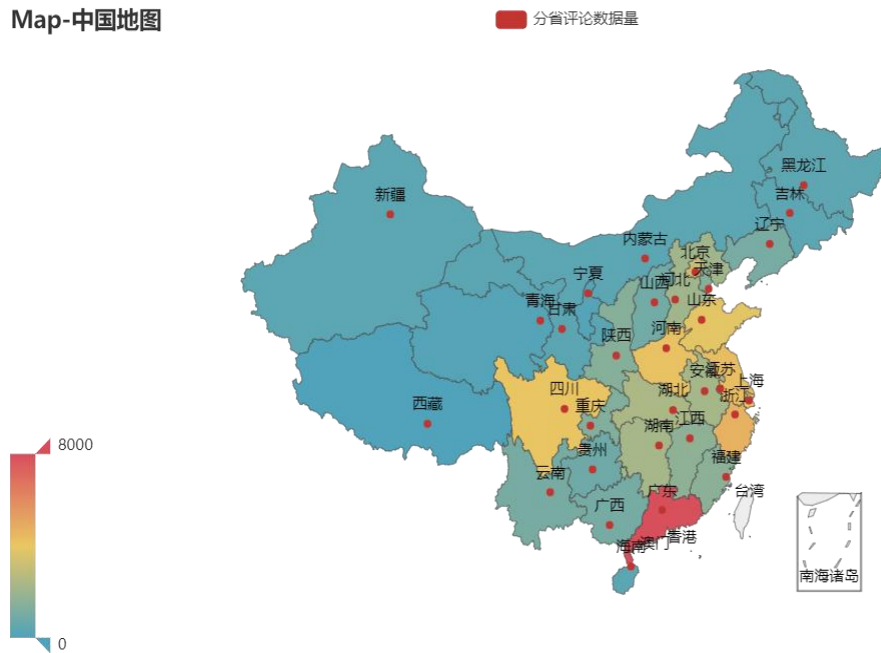 Map-中国地图
分省评论数据量
黑龙江
吉林
新疆
辽宁
内蒙古
北京
天津
宁夏
山西
河北
青海
甘肃
山东
陕西
河南
四川
安徽
江苏
上海
西藏
重庆
湖北
浙江
湖南
江西
贵州
福建
云南
广西
广东
台湾
海南
澳门
香港
南海诸岛
8000
0